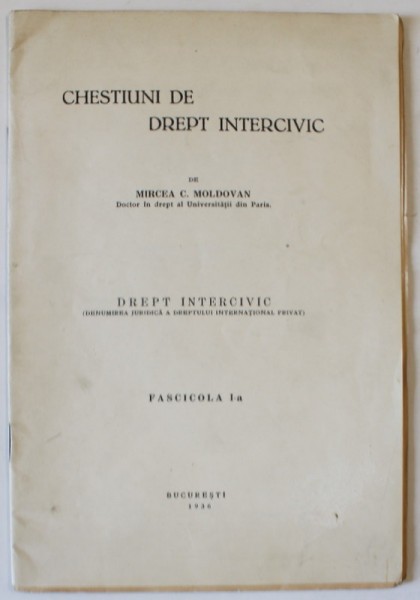 CHESTIUNI DE
DREPT INTERCIVIC
DE
MIRCEA C. MOLDOVAN
Doctor în drept al Universității din Paris.
DREPT INTERCIVIC
(DENUMIREA JURIDICĂ A DREPTULUI INTERNAȚIONAL PRIVAT)
FASCICOLA I-a
BUCUREȘTI
1936